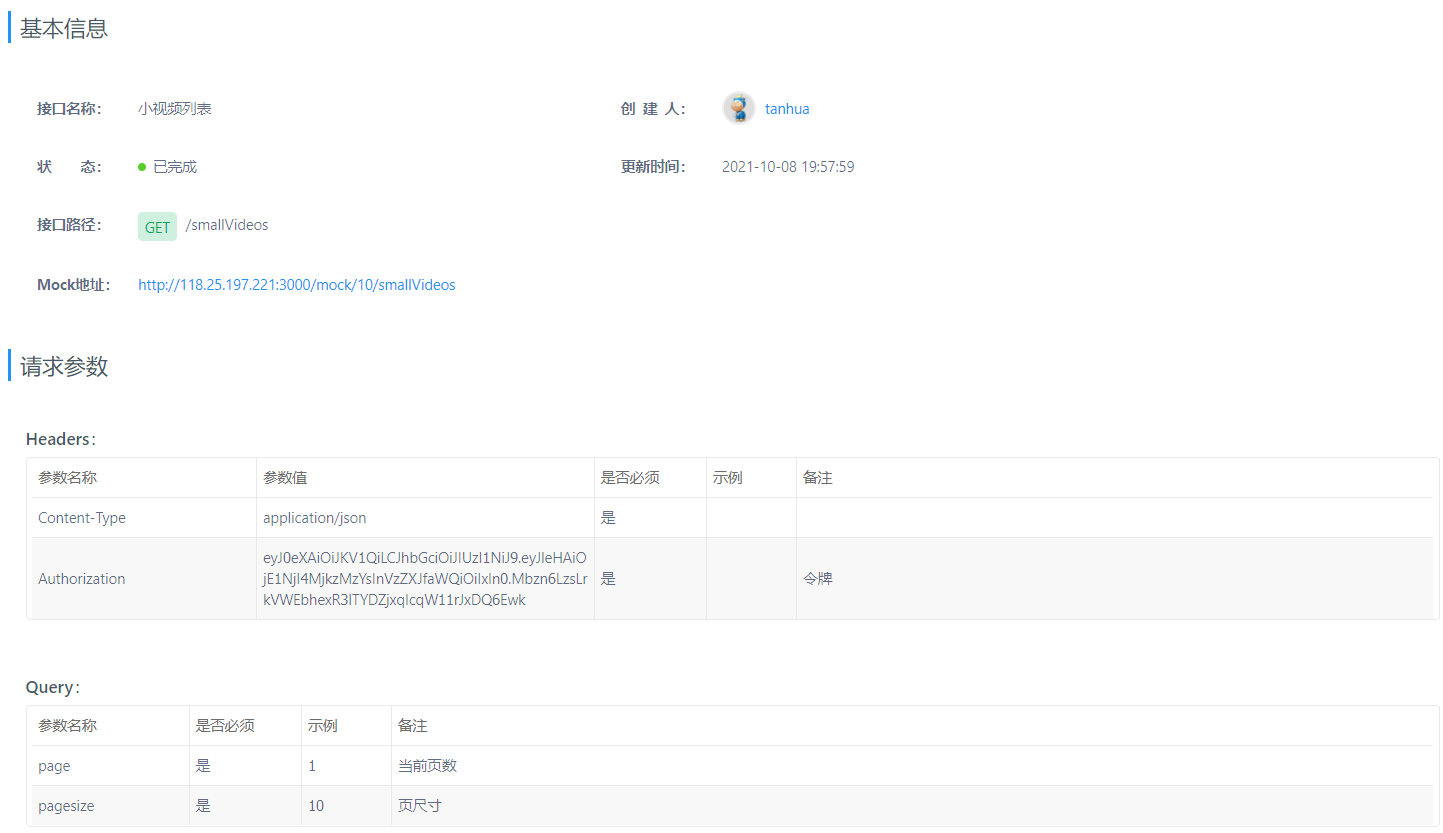 基本信息
接口名称： 小视频列表 创 建 人： tanhua
状 态： 已完成 更新时间： 2021-10-08 19:57:59
接口路径： GET /smallVideos
Mock地址： http://118.25.197.221:3000/mock/10/smallVideos
请求参数
Headers：
参数名称 参数值 是否必须 示例 备注
Content-Type application/json 是
eyJ0eXAiOiJKV1QiLCJhbGciOiJIUzI1NiJ9.eyJleHAiO
Authorization jE1NjI4MjkzMzYsInVzZXJfaWQiOiIxIn0.Mbzn6LzsLr 是 令牌
kVWEbhexR3ITYDZjxqIcqW11rJxDQ6Ewk
Query：
参数名称 是否必须 示例 备注
page 是 1 当前页数
pagesize 是 10 页尺寸